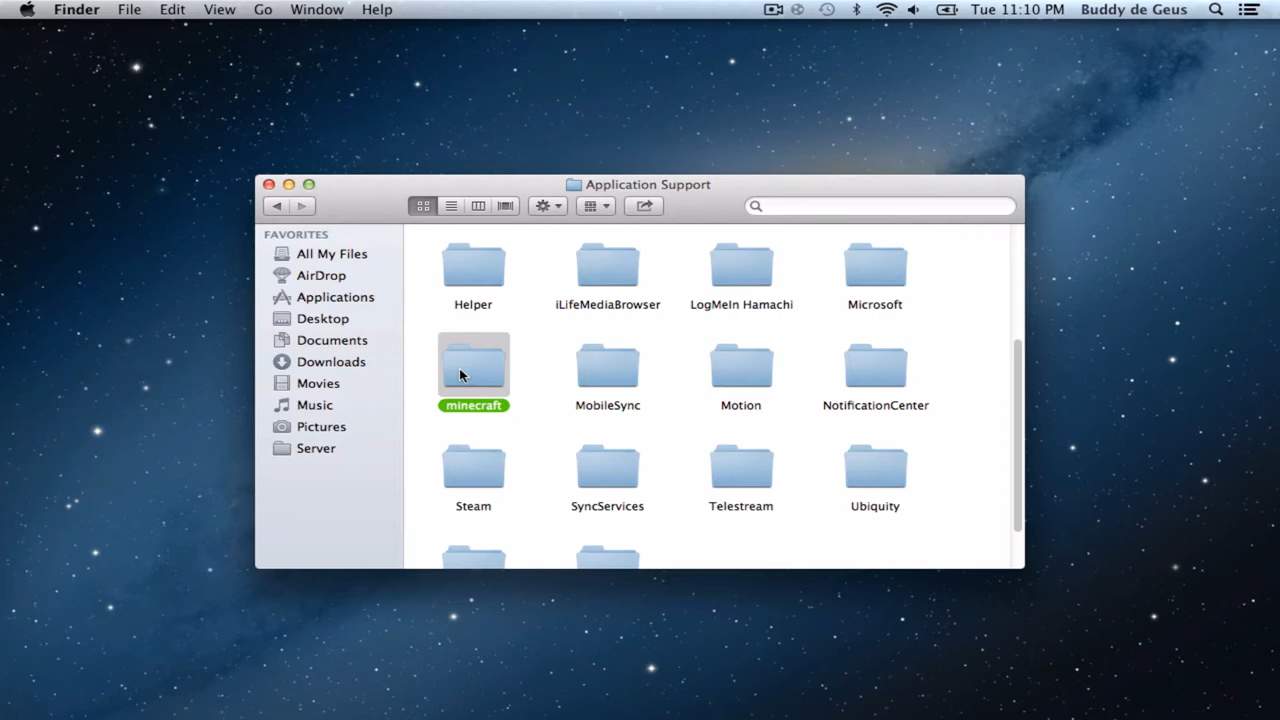 Finder File Edit View Go Window Help Tue 11:10 PM Buddy de Geus
Application Support
FAVORITES
All My Files
AirDrop
Applications
Desktop
Documents
Downloads
Movies
Music
Pictures
Server
Helper iLifeMediaBrowser LogMeIn Hamachi Microsoft
minecraft MobileSync Motion NotificationCenter
Steam SyncServices Telestream Ubiquity